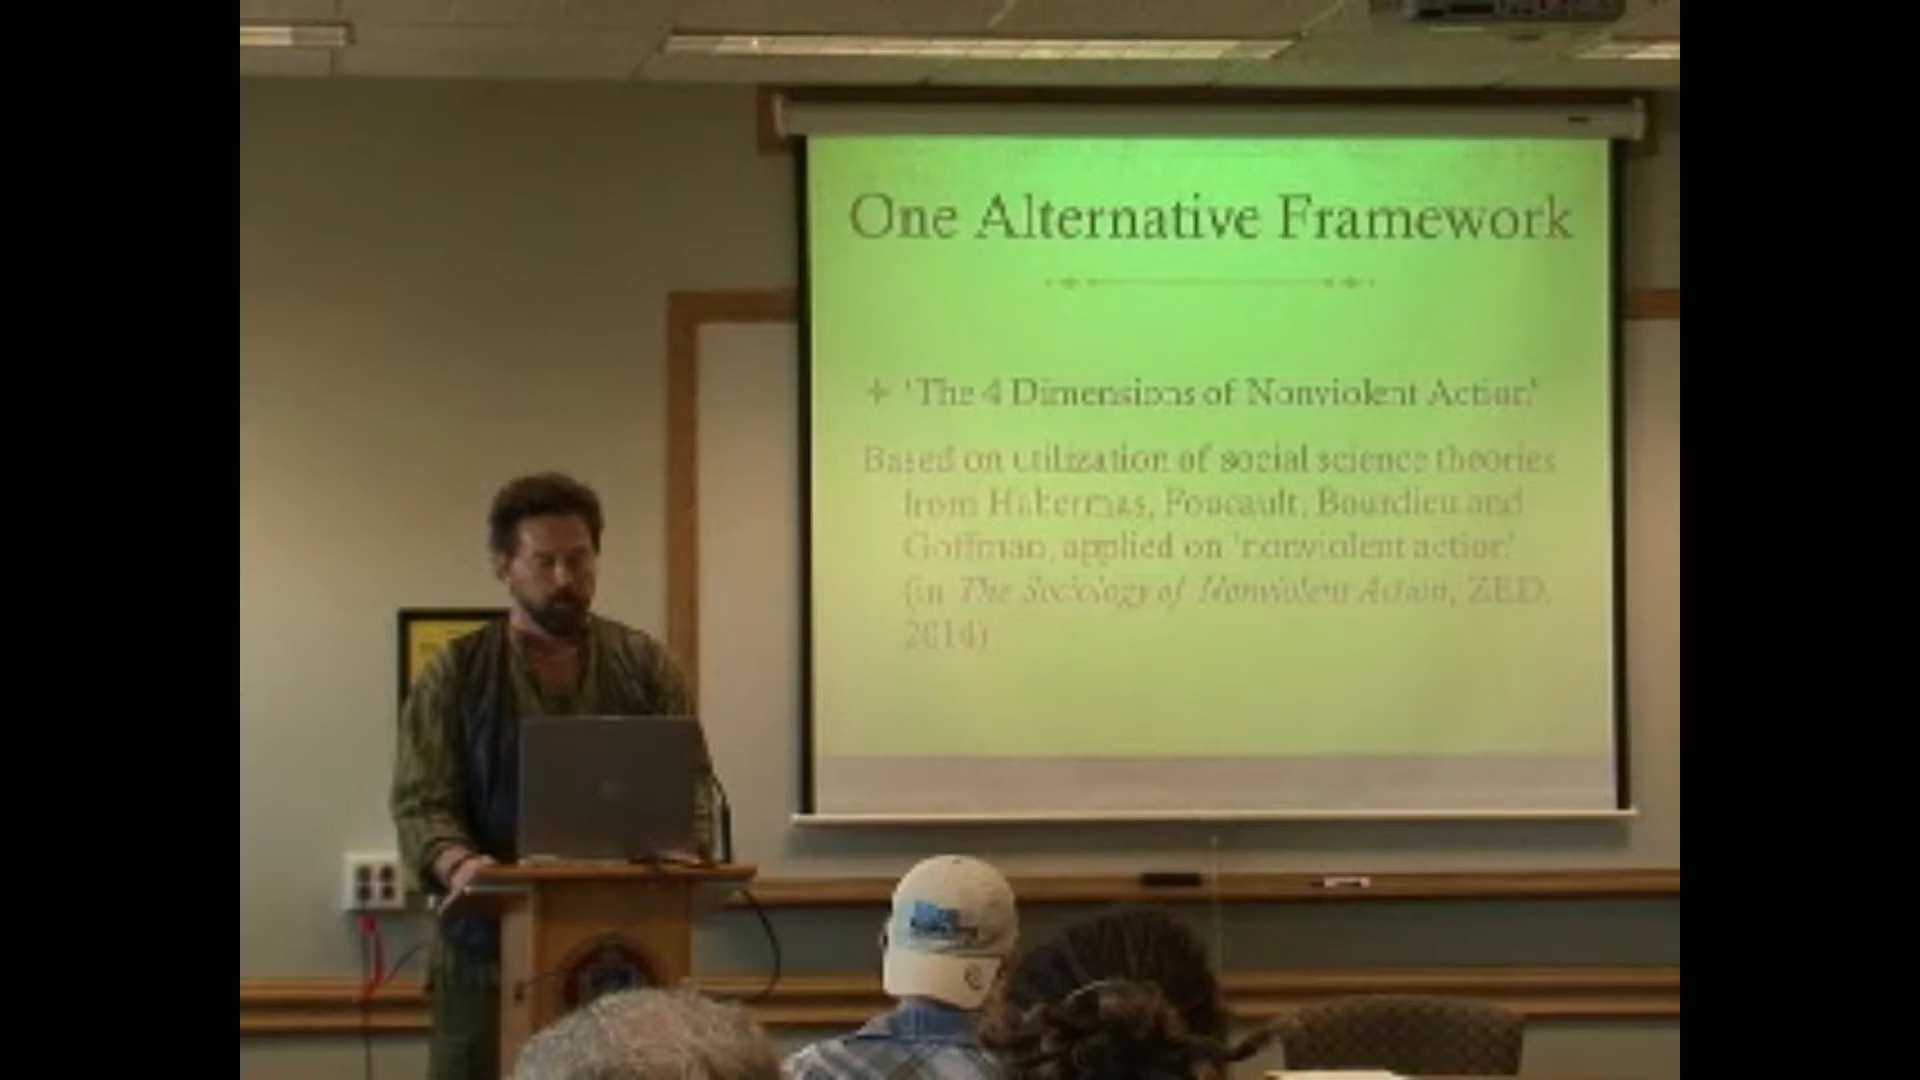 One Alternative Framework
'The 4 Dimensions of Nonviolent Action'
Based on utilization of social science theories
from Habermas, Foucault, Bourdieu and
Goffman, applied on 'nonviolent action'
(in The Sociology of Nonviolent Action, ZED,
2014)